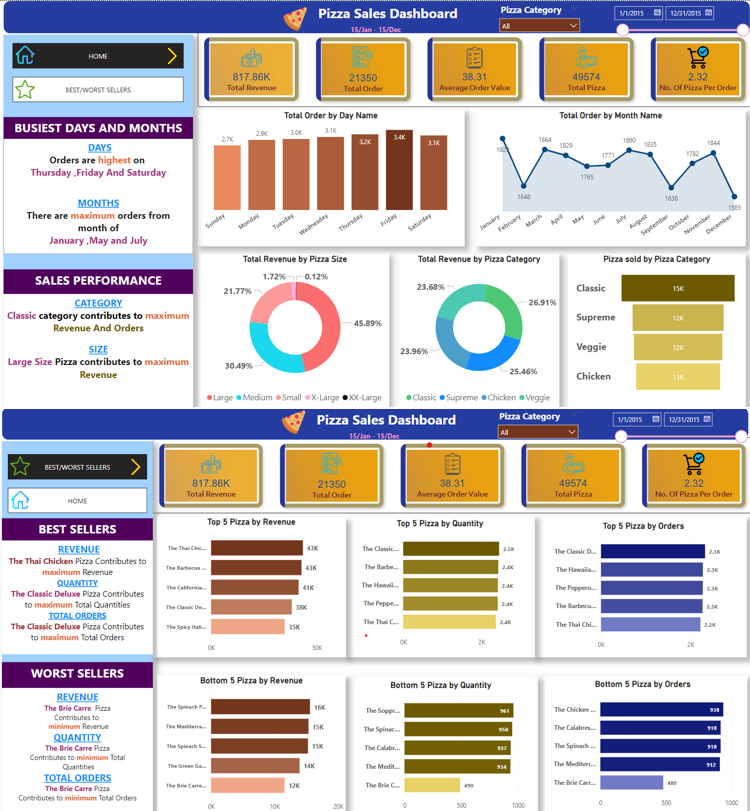 Pizza Sales Dashboard
15/Jan - 15/Dec
Pizza Category
All
1/1/2015
12/31/2015
HOME
BEST/WORST SELLERS
817.86K
Total Revenue
21350
Total Order
38.31
Average Order Value
49574
Total Pizza
2.32
No. Of Pizza Per Order
BUSIEST DAYS AND MONTHS
DAYS
Orders are highest on
Thursday ,Friday And Saturday
MONTHS
There are maximum orders from
month of
January ,May and July
SALES PERFORMANCE
CATEGORY
Classic category contributes to maximum
Revenue And Orders
SIZE
Large Size Pizza contributes to maximum
Revenue
Total Order by Day Name
2.7K 2.9K 3.0K 3.1K 3.2K 3.4K 3.1K
Sunday Monday Tuesday Wednesday Thursday Friday Saturday
Total Order by Month Name
1648 1864 1829 1765 1771 1860 1835 1638 1782 1844 1585
January February March April May June July August September October November December
Total Revenue by Pizza Size
1.72% 0.12%
21.77%
45.89%
30.49%
Large Medium Small X-Large XX-Large
Total Revenue by Pizza Category
23.68%
26.91%
23.96%
25.46%
Classic Supreme Chicken Veggie
Pizza sold by Pizza Category
Classic 15K
Supreme 12K
Veggie 12K
Chicken 11K
Pizza Sales Dashboard
15/Jan - 15/Dec
Pizza Category
All
1/1/2015
12/31/2015
BEST/WORST SELLERS
HOME
817.86K
Total Revenue
21350
Total Order
38.31
Average Order Value
49574
Total Pizza
2.32
No. Of Pizza Per Order
BEST SELLERS
REVENUE
The Thai Chicken Pizza Contributes to
maximum Revenue
QUANTITY
The Classic Deluxe Pizza Contributes
to maximum Total Quantities
TOTAL ORDERS
The Classic Deluxe Pizza Contributes
to maximum Total Orders
WORST SELLERS
REVENUE
The Brie Carre Pizza
Contributes to
minimum Revenue
QUANTITY
The Brie Carre Pizza
Contributes to minimum Total
Quantities
TOTAL ORDERS
The Brie Carre Pizza
Contributes to minimum Total Orders
Top 5 Pizza by Revenue
The Thai Chic... 43K
The Barbecue ... 43K
The California... 41K
The Classic De... 38K
The Spicy Itali... 35K
0K 50K
Top 5 Pizza by Quantity
The Classic... 2.5K
The Barbe... 2.4K
The Hawaii... 2.4K
The Peppe... 2.4K
The Thai C... 2.4K
0K 2K
Top 5 Pizza by Orders
The Classic D... 2.3K
The Hawaiia... 2.3K
The Peppero... 2.3K
The Barbecu... 2.3K
The Thai Chi... 2.2K
0K 2K
Bottom 5 Pizza by Revenue
The Spinach P... 16K
The Mediterra... 15K
The Spinach S... 15K
The Green Ga... 14K
The Brie Carre... 12K
0K 10K 20K
Bottom 5 Pizza by Quantity
The Soppr... 961
The Spinac... 950
The Calabr... 937
The Medit... 934
The Brie C... 490
0 500 1000
Bottom 5 Pizza by Orders
The Chicken ... 938
The Calabres... 918
The Spinach ... 918
The Mediterr... 912
The Brie Carr... 480
0 500 1000